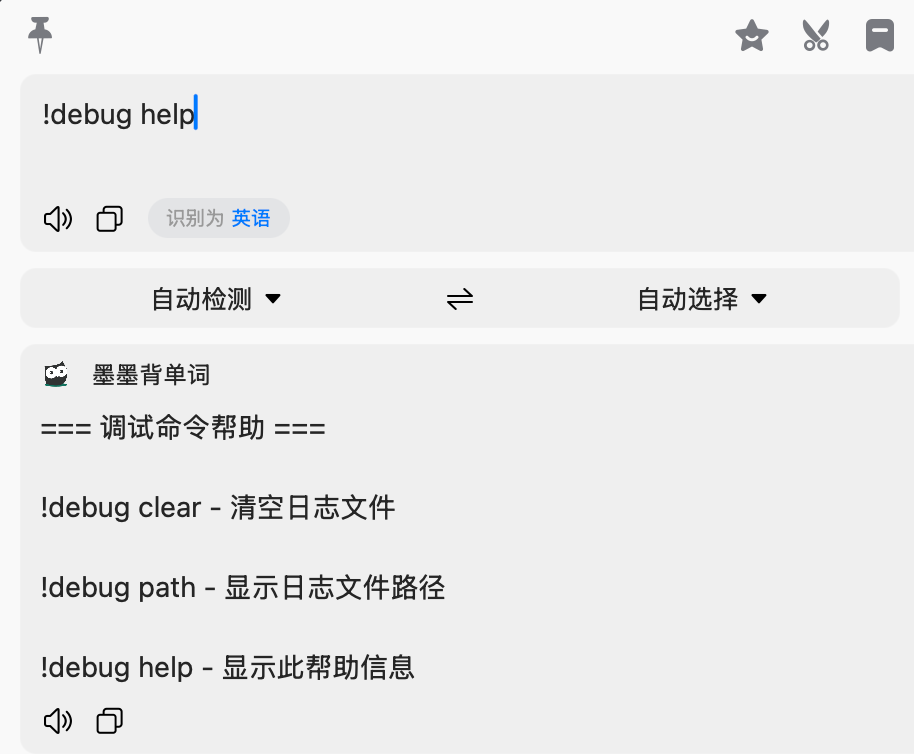 !debug help
识别为 英语
自动检测
自动选择
墨墨背单词
=== 调试命令帮助 ===
!debug clear - 清空日志文件
!debug path - 显示日志文件路径
!debug help - 显示此帮助信息